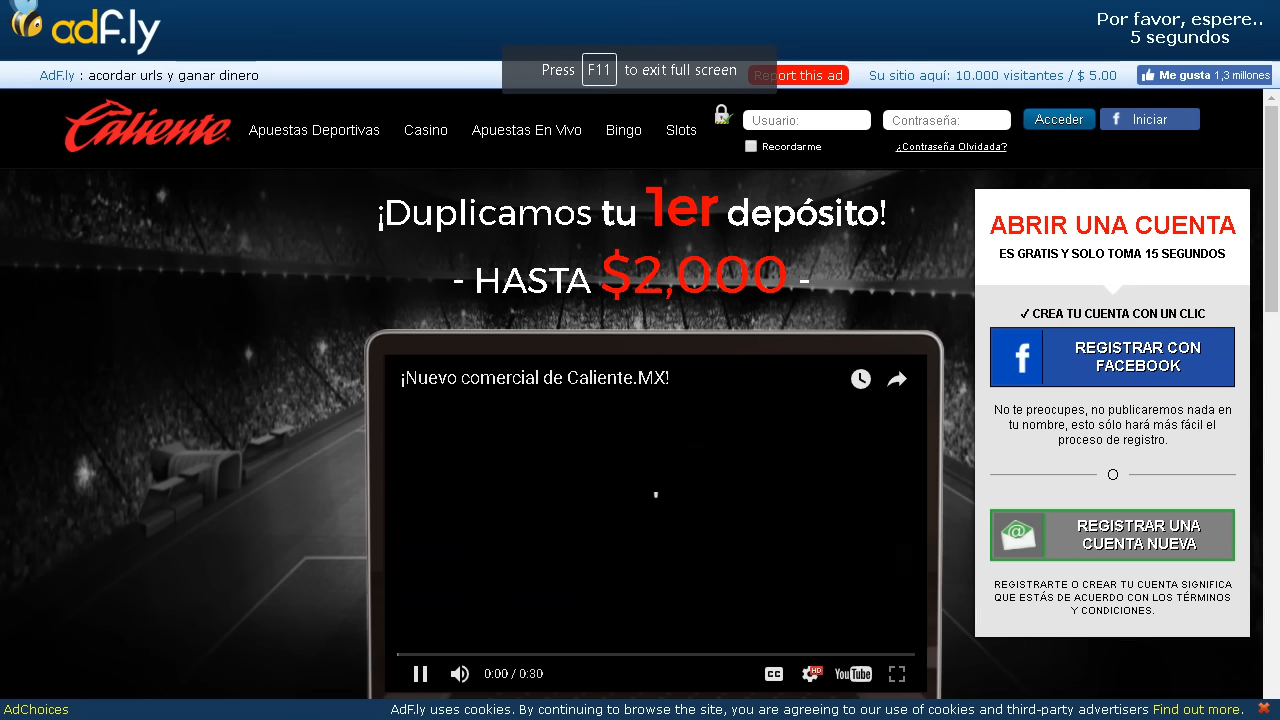 adF.ly
Por favor, espere..
5 segundos
AdF.ly : acordar urls y ganar dinero
Press F11 to exit full screen
Report this ad
Su sitio aquí: 10.000 visitantes / $ 5.00
Me gusta 1,3 millones
Caliente
Apuestas Deportivas
Casino
Apuestas En Vivo
Bingo
Slots
Usuario:
Contraseña:
Acceder
f Iniciar
Recordarme
¿Contraseña Olvidada?
¡Duplicamos tu 1er depósito!
- HASTA $2,000 -
ABRIR UNA CUENTA
ES GRATIS Y SOLO TOMA 15 SEGUNDOS
✓ CREA TU CUENTA CON UN CLIC
f REGISTRAR CON
FACEBOOK
No te preocupes, no publicaremos nada en
tu nombre, esto sólo hará más fácil el
proceso de registro.
O
@ REGISTRAR UNA
CUENTA NUEVA
REGISTRARTE O CREAR TU CUENTA SIGNIFICA
QUE ESTÁS DE ACUERDO CON LOS TÉRMINOS
Y CONDICIONES.
¡Nuevo comercial de Caliente.MX!
0:00 / 0:30
CC
HD
YouTube
AdChoices
AdF.ly uses cookies. By continuing to browse the site, you are agreeing to our use of cookies and third-party advertisers Find out more.